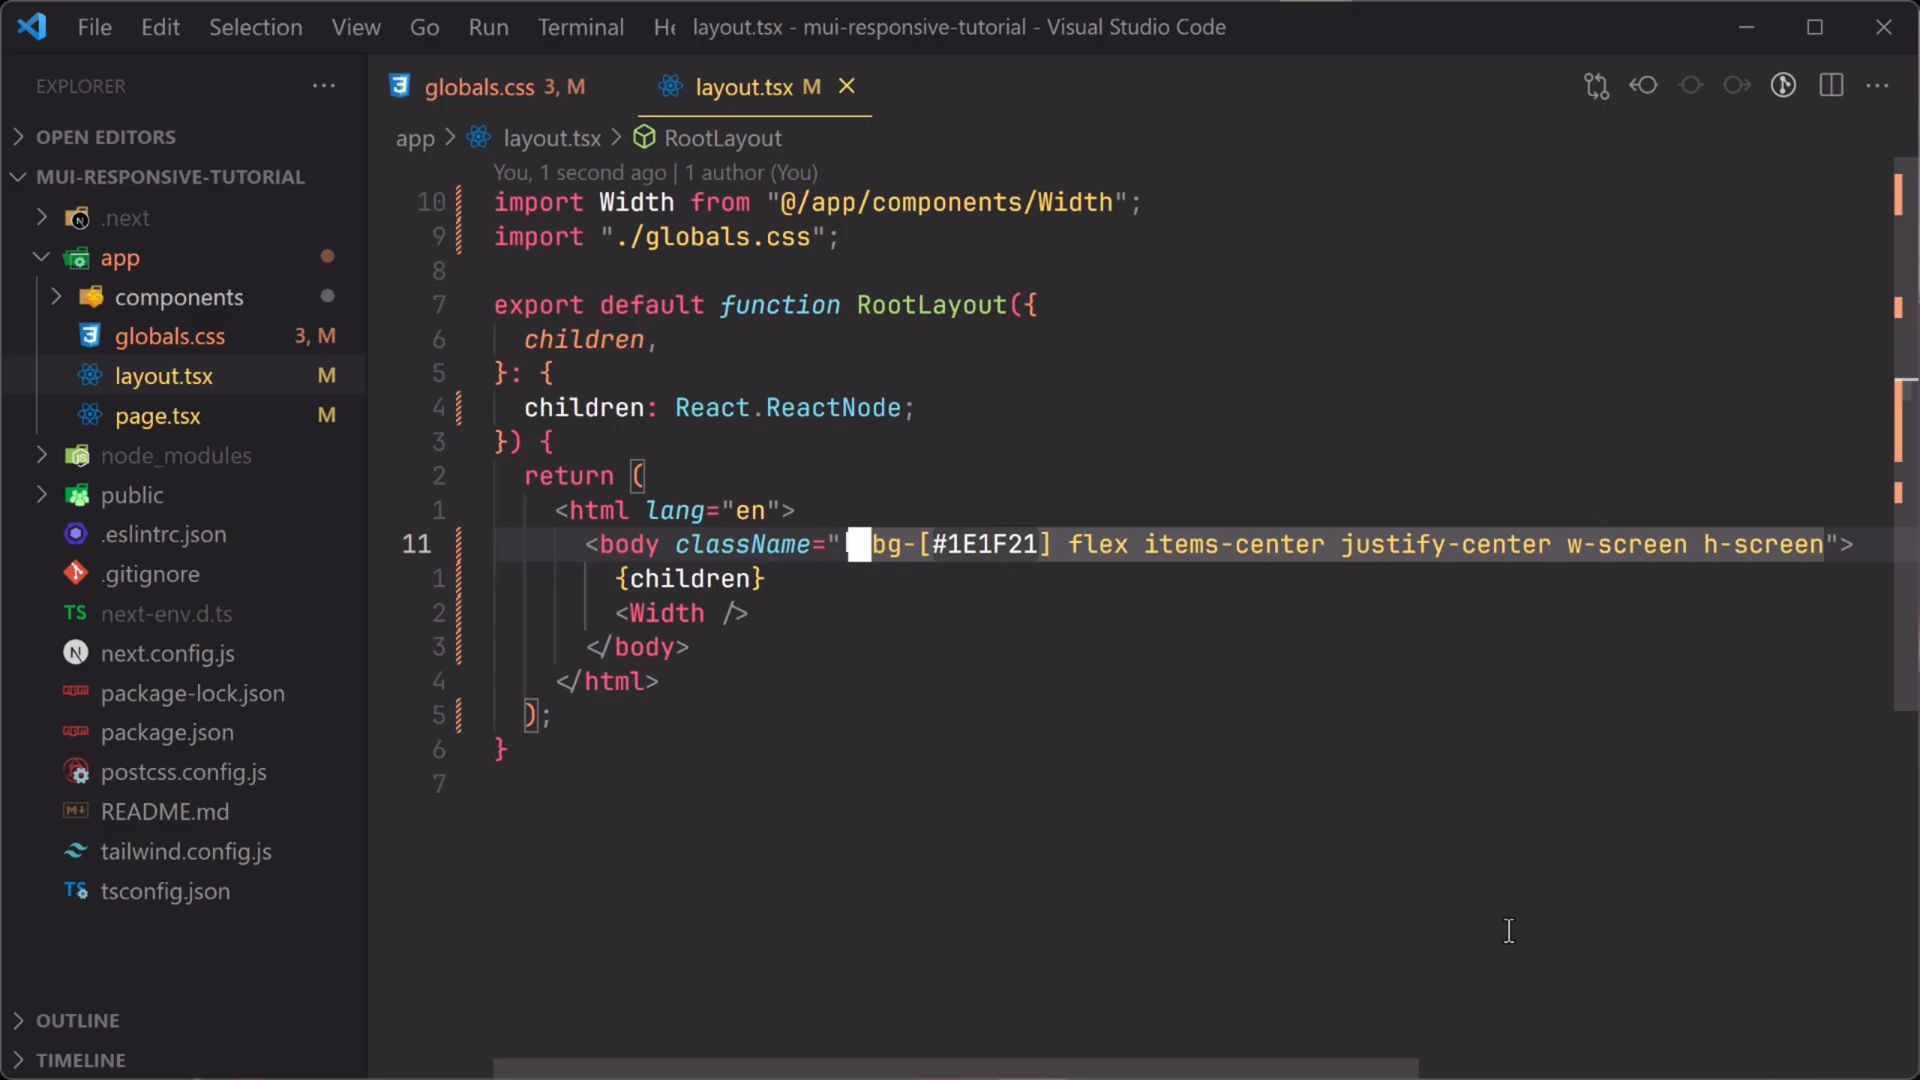 File Edit Selection View Go Run Terminal He layout.tsx - mui-responsive-tutorial - Visual Studio Code
EXPLORER
OPEN EDITORS
MUI-RESPONSIVE-TUTORIAL
.next
app
components
globals.css 3, M
layout.tsx M
page.tsx M
node_modules
public
.eslintrc.json
.gitignore
TS next-env.d.ts
N next.config.js
package-lock.json
package.json
postcss.config.js
M↓ README.md
tailwind.config.js
TS tsconfig.json
OUTLINE
TIMELINE
globals.css 3, M layout.tsx M
app > layout.tsx > RootLayout
You, 1 second ago | 1 author (You)
10 import Width from "@/app/components/Width";
9 import "./globals.css";
8
7 export default function RootLayout({
6 children,
5 }: {
4 children: React.ReactNode;
3 }) {
2 return (
1 <html lang="en">
11 <body className=" bg-[#1E1F21] flex items-center justify-center w-screen h-screen">
1 {children}
2 <Width />
3 </body>
4 </html>
5 );
6 }
7